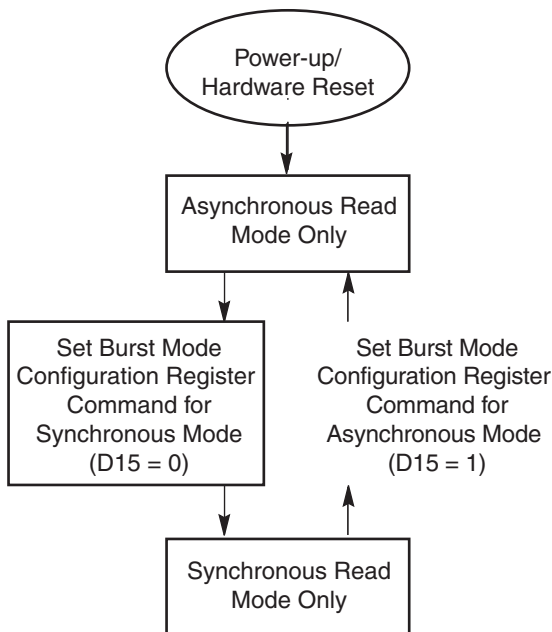 Power-up/
Hardware Reset
Asynchronous Read
Mode Only
Set Burst Mode
Configuration Register
Command for
Synchronous Mode
(D15 = 0)
Set Burst Mode
Configuration Register
Command for
Asynchronous Mode
(D15 = 1)
Synchronous Read
Mode Only